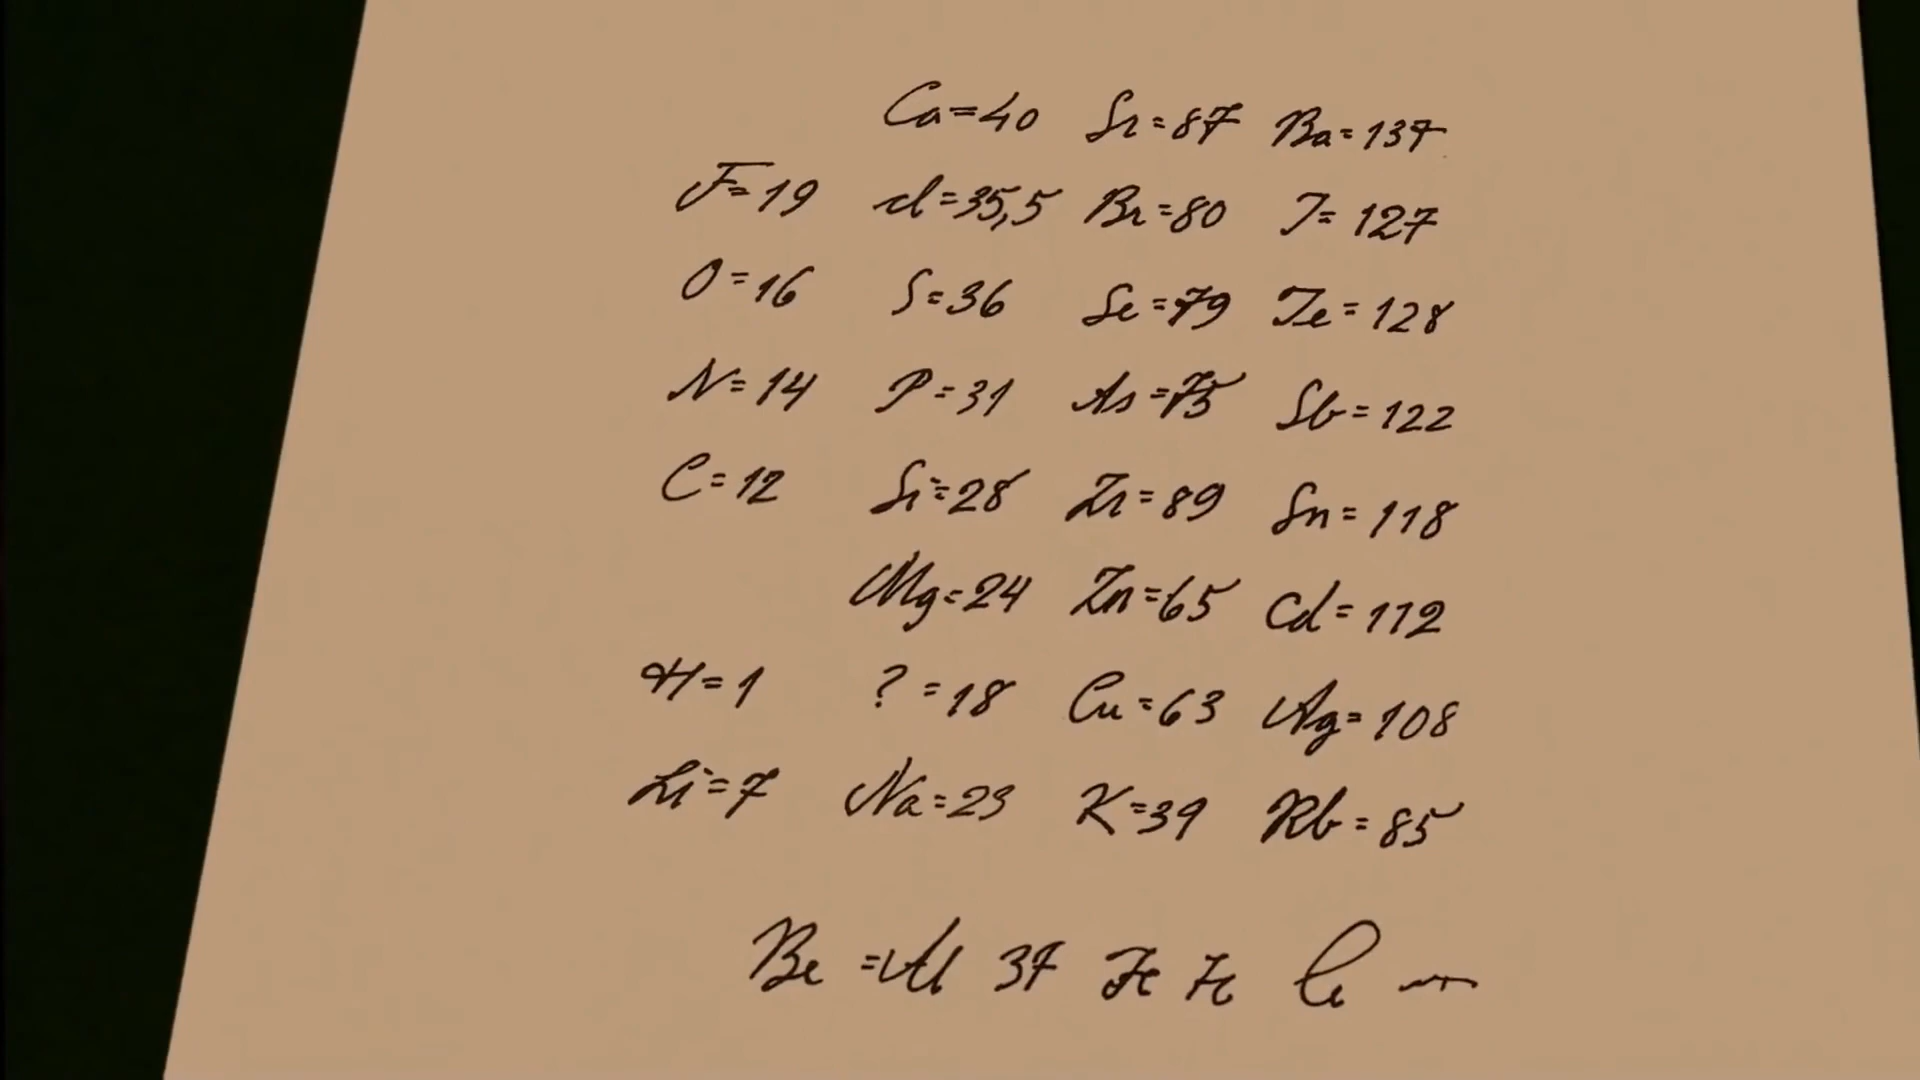 Ca=40 Sr=87 Ba=137
F=19 Cl=35,5 Br=80 J=127
O=16 S=36 Se=79 Te=128
N=14 P=31 As=75 Sb=122
C=12 Si=28 Zr=89 Sn=118
Mg=24 Zn=65 Cd=112
H=1 ?=18 Cu=63 Ag=108
Li=7 Na=23 K=39 Rb=85
Be =Al 37 Fe